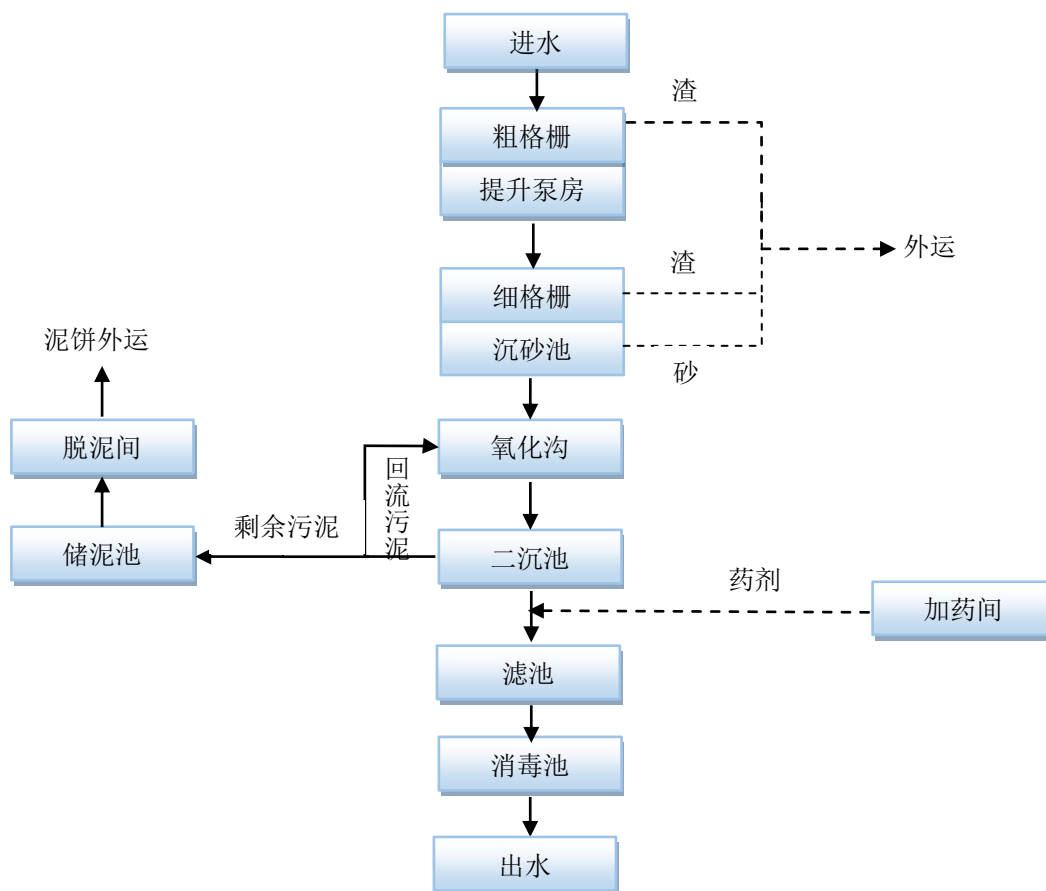 进水
渣
粗格栅
提升泵房
外运
渣
细格栅
沉砂池
砂
泥饼外运
脱泥间
氧化沟
回流污泥
剩余污泥
储泥池
二沉池
药剂
加药间
滤池
消毒池
出水